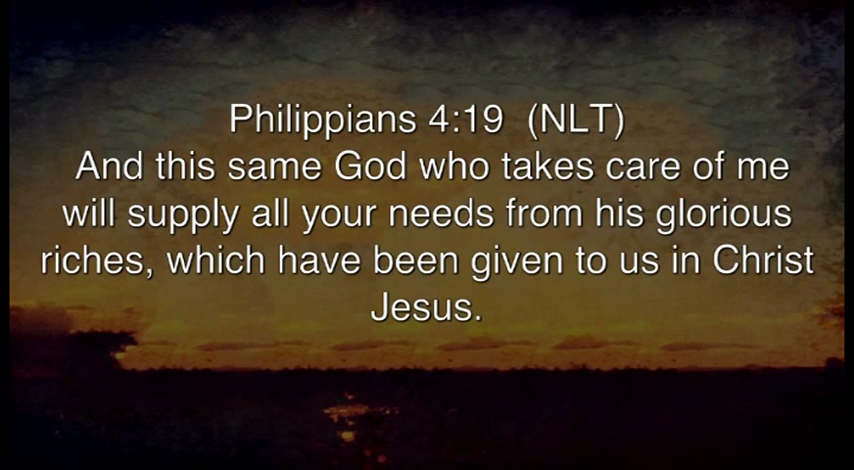 Philippians 4:19  (NLT)
And this same God who takes care of me
will supply all your needs from his glorious
riches, which have been given to us in Christ
Jesus.